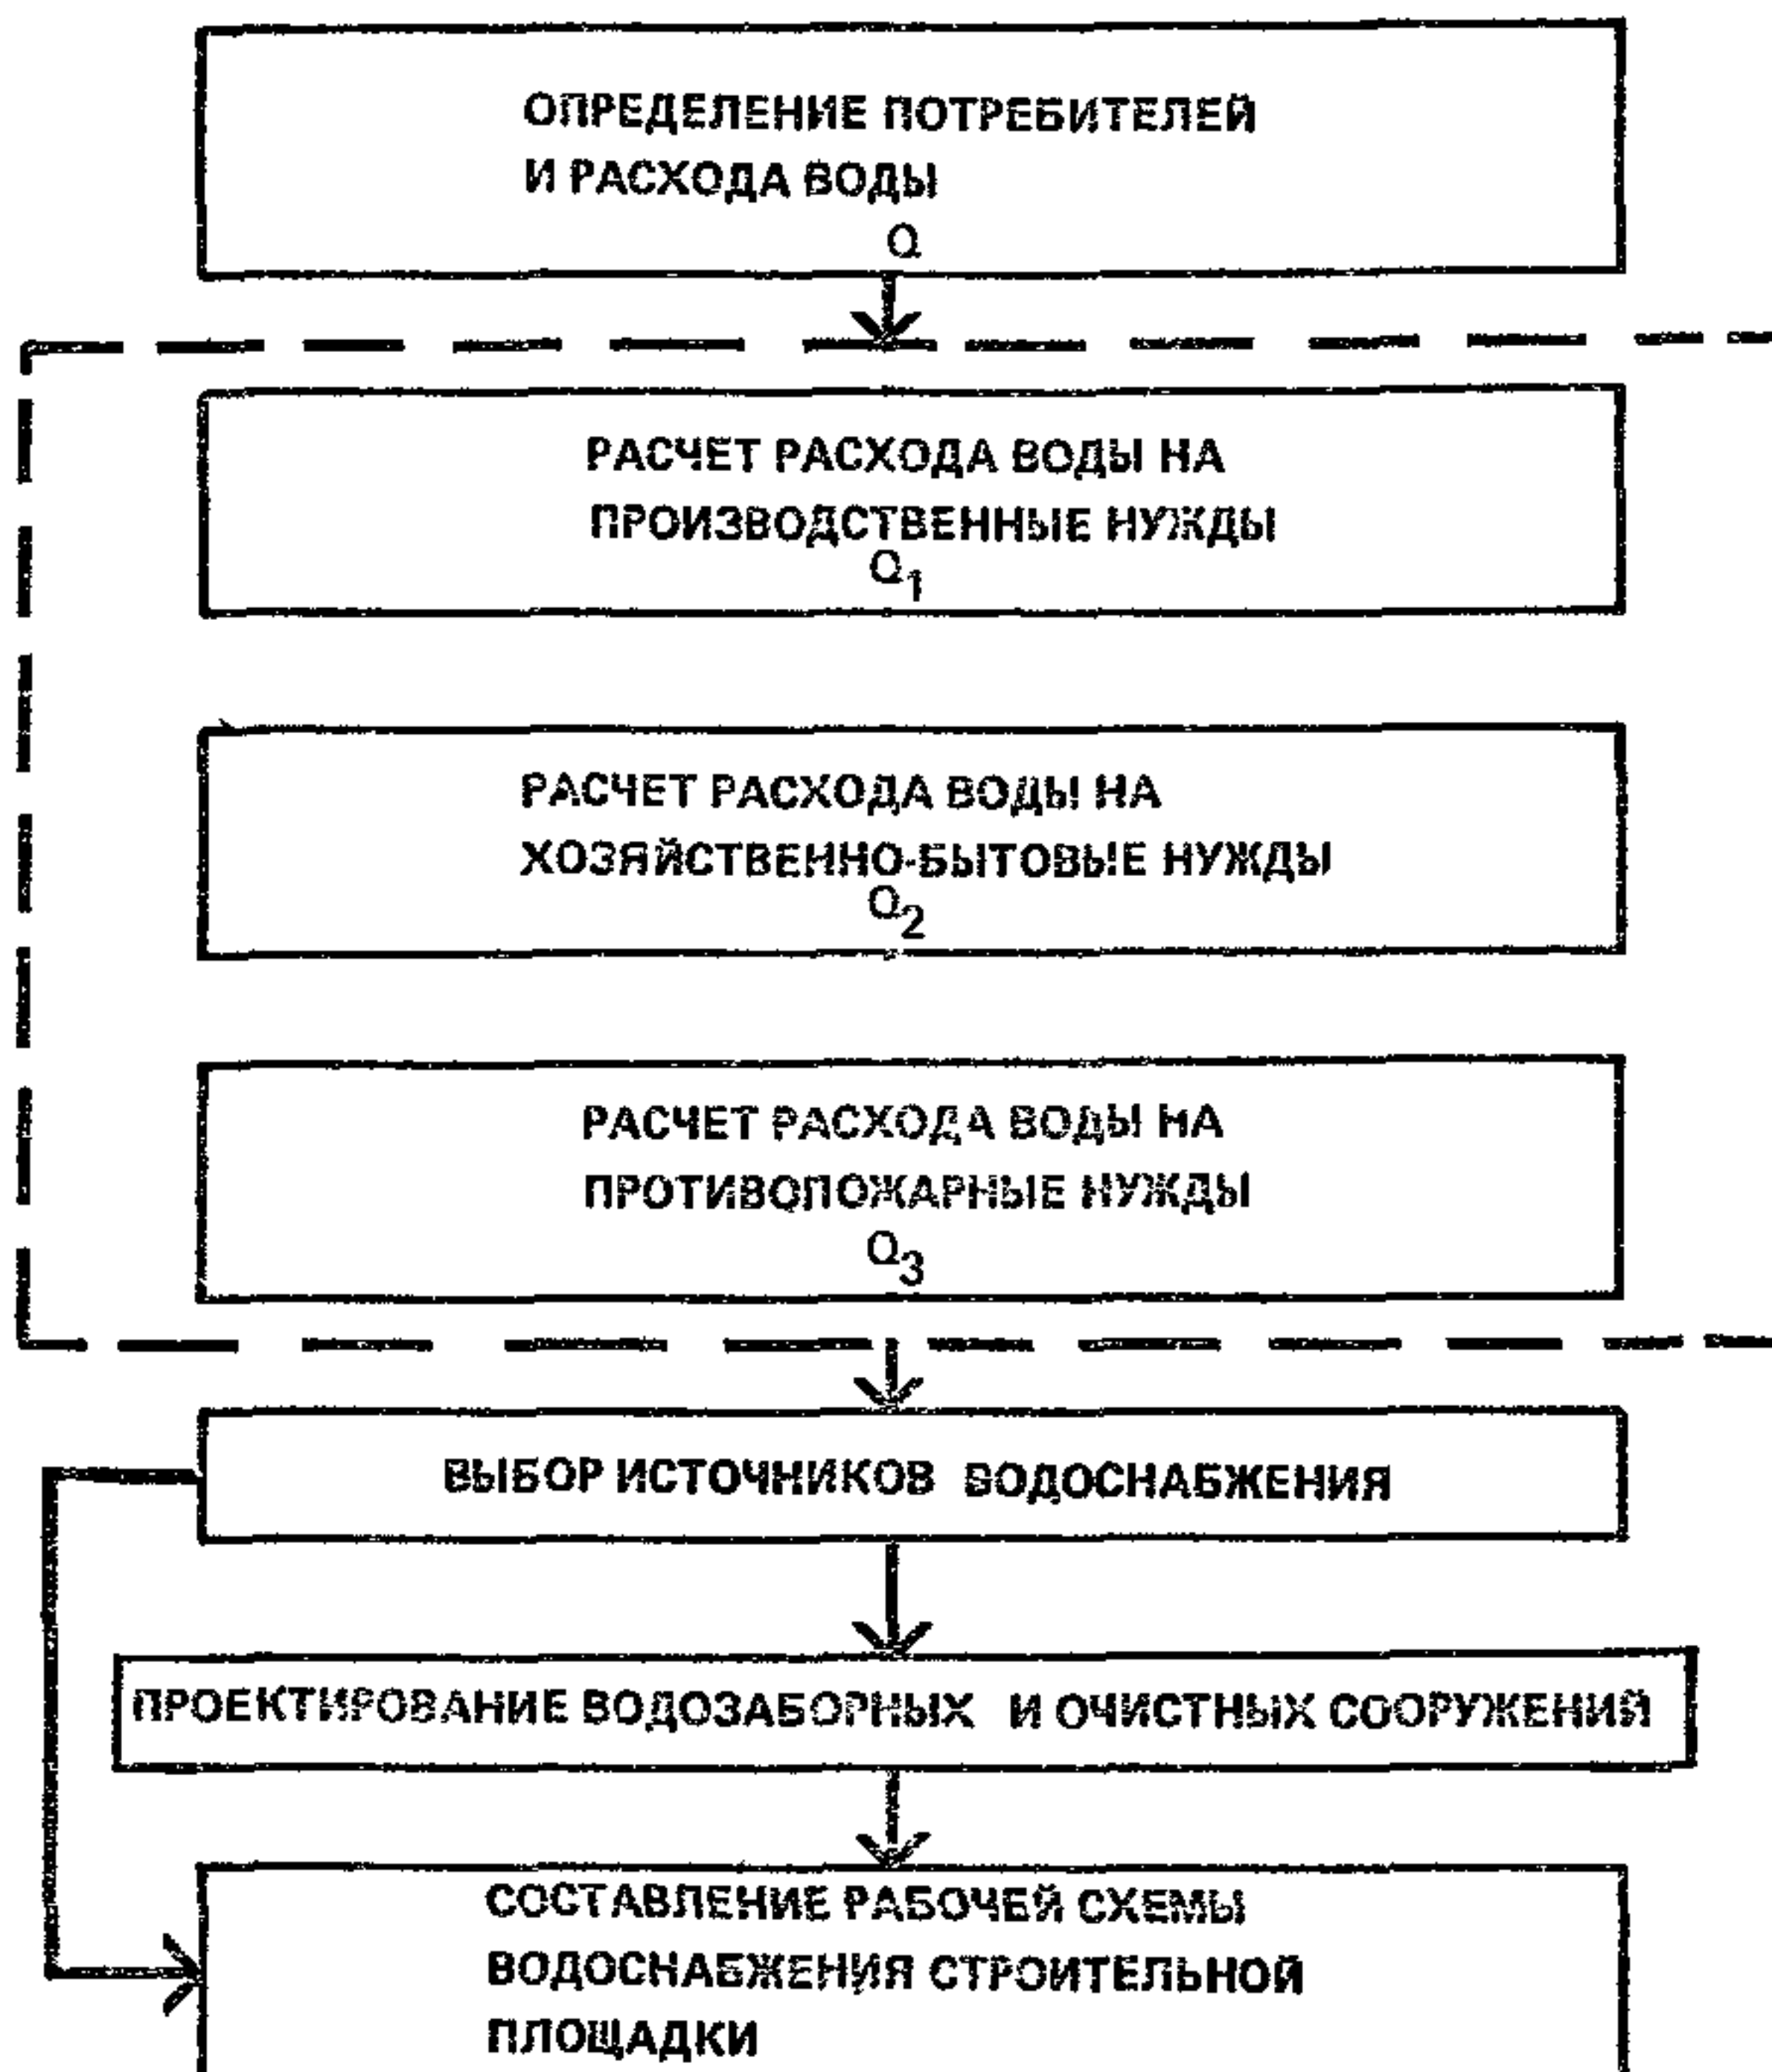 ОПРЕДЕЛЕНИЕ ПОТРЕБИТЕЛЕЙ
И РАСХОДА ВОДЫ
Q
РАСЧЕТ РАСХОДА ВОДЫ НА
ПРОИЗВОДСТВЕННЫЕ НУЖДЫ
Q₁
РАСЧЕТ РАСХОДА ВОДЫ НА
ХОЗЯЙСТВЕННО-БЫТОВЫЕ НУЖДЫ
Q₂
РАСЧЕТ РАСХОДА ВОДЫ НА
ПРОТИВОПОЖАРНЫЕ НУЖДЫ
Q₃
ВЫБОР ИСТОЧНИКОВ ВОДОСНАБЖЕНИЯ
ПРОЕКТИРОВАНИЕ ВОДОЗАБОРНЫХ И ОЧИСТНЫХ СООРУЖЕНИЙ
СОСТАВЛЕНИЕ РАБОЧЕЙ СХЕМЫ
ВОДОСНАБЖЕНИЯ СТРОИТЕЛЬНОЙ
ПЛОЩАДКИ